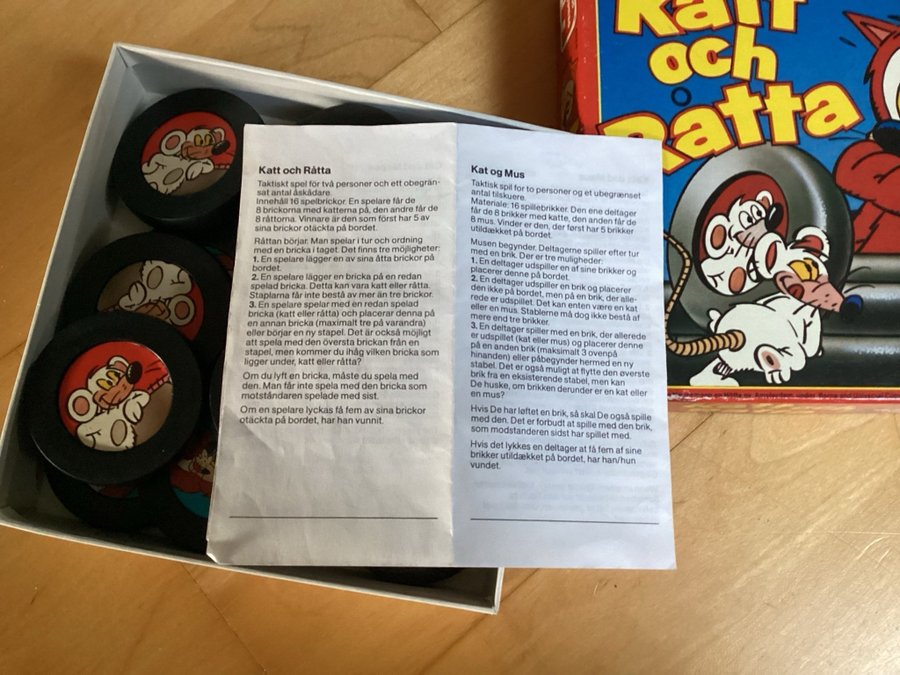 Katt
och
Råtta
Katt och Råtta
Taktiskt spel för två personer och ett obegrän-
sat antal åskådare.
Innehåll 16 spelbrickor. En spelare får de
8 brickorna med katterna på, den andre får de
8 råttorna. Vinnare är den som först har 5 av
sina brickor otäckta på bordet.
Råttan börjar. Man spelar i tur och ordning
med en bricka i taget. Det finns tre möjligheter:
1. En spelare lägger en av sina åtta brickor på
bordet.
2. En spelare lägger en bricka på en redan
spelad bricka. Detta kan vara katt eller råtta.
Staplarna får inte bestå av mer än tre brickor.
3. En spelare spelar med en redan spelad
bricka (katt eller råtta) och placerar denna på
en annan bricka (maximalt tre på varandra)
eller börjar en ny stapel. Det är också möjligt
att spela med den översta brickan från en
stapel, men kommer du ihåg vilken bricka som
ligger under, katt eller råtta?
Om du lyft en bricka, måste du spela med
den. Man får inte spela med den bricka som
motståndaren spelade med sist.
Om en spelare lyckas få fem av sina brickor
otäckta på bordet, har han vunnit.
Kat og Mus
Taktisk spil for to personer og et ubegrænset
antal tilskuere.
Materiale: 16 spillebrikker. Den ene deltager
får de 8 brikker med katte, den anden får de
8 mus. Vinder er den, der først har 5 brikker
utildækket på bordet.
Musen begynder. Deltagerne spiller efter tur
med en brik. Der er tre muligheder:
1. En deltager udspiller en af sine brikker og
placerer denne på bordet.
2. En deltager udspiller en brik og placerer
den ikke på bordet, men på en brik, der alle-
rede er udspillet. Det kan enten være en kat
eller en mus. Stablerne må dog ikke bestå af
mere end tre brikker.
3. En deltager spiller med en brik, der allerede
er udspillet (kat eller mus) og placerer denne
på en anden brik (maksimalt 3 ovenpå
hinanden) eller påbegynder hermed en ny
stabel. Det er også muligt at flytte den øverste
brik fra en eksisterende stabel, men kan
De huske, om brikken derunder er en kat eller
en mus?
Hvis De har løftet en brik, så skal De også spille
med den. Det er forbudt at spille med den brik,
som modstanderen sidst har spillet med.
Hvis det lykkes en deltager at få fem af sine
brikker utildækket på bordet, har han/hun
vundet.